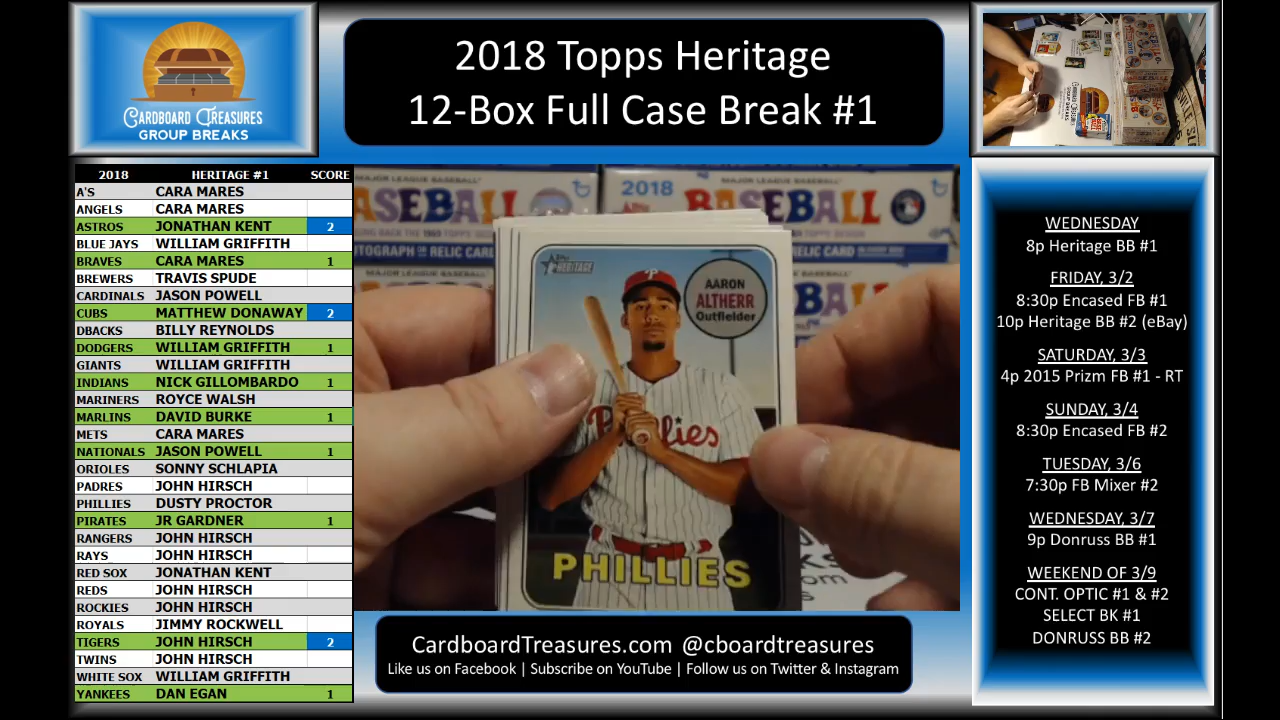 CARDBOARD TREASURES
GROUP BREAKS
2018 Topps Heritage
12-Box Full Case Break #1
2018 HERITAGE #1 SCORE
A'S CARA MARES
ANGELS CARA MARES
ASTROS JONATHAN KENT 2
BLUE JAYS WILLIAM GRIFFITH
BRAVES CARA MARES 1
BREWERS TRAVIS SPUDE
CARDINALS JASON POWELL
CUBS MATTHEW DONAWAY 2
DBACKS BILLY REYNOLDS
DODGERS WILLIAM GRIFFITH 1
GIANTS WILLIAM GRIFFITH
INDIANS NICK GILLOMBARDO 1
MARINERS ROYCE WALSH
MARLINS DAVID BURKE 1
METS CARA MARES
NATIONALS JASON POWELL 1
ORIOLES SONNY SCHLAPIA
PADRES JOHN HIRSCH
PHILLIES DUSTY PROCTOR
PIRATES JR GARDNER 1
RANGERS JOHN HIRSCH
RAYS JOHN HIRSCH
RED SOX JONATHAN KENT
REDS JOHN HIRSCH
ROCKIES JOHN HIRSCH
ROYALS JIMMY ROCKWELL
TIGERS JOHN HIRSCH 2
TWINS JOHN HIRSCH
WHITE SOX WILLIAM GRIFFITH
YANKEES DAN EGAN 1
MAJOR LEAGUE BASEBALL
2018
BASEBALL
BASEBALL
AUTOGRAPH OR RELIC CARD
HERITAGE
AARON
ALTHERR
Outfielder
P
Phillies
PHILLIES
CardboardTreasures.com @cboardtreasures
Like us on Facebook | Subscribe on YouTube | Follow us on Twitter & Instagram
WEDNESDAY
8p Heritage BB #1
FRIDAY, 3/2
8:30p Encased FB #1
10p Heritage BB #2 (eBay)
SATURDAY, 3/3
4p 2015 Prizm FB #1 - RT
SUNDAY, 3/4
8:30p Encased FB #2
TUESDAY, 3/6
7:30p FB Mixer #2
WEDNESDAY, 3/7
9p Donruss BB #1
WEEKEND OF 3/9
CONT. OPTIC #1 & #2
SELECT BK #1
DONRUSS BB #2